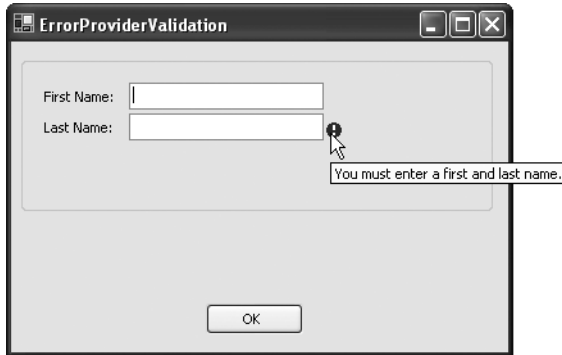 ErrorProviderValidation
First Name:
Last Name:
You must enter a first and last name.
OK